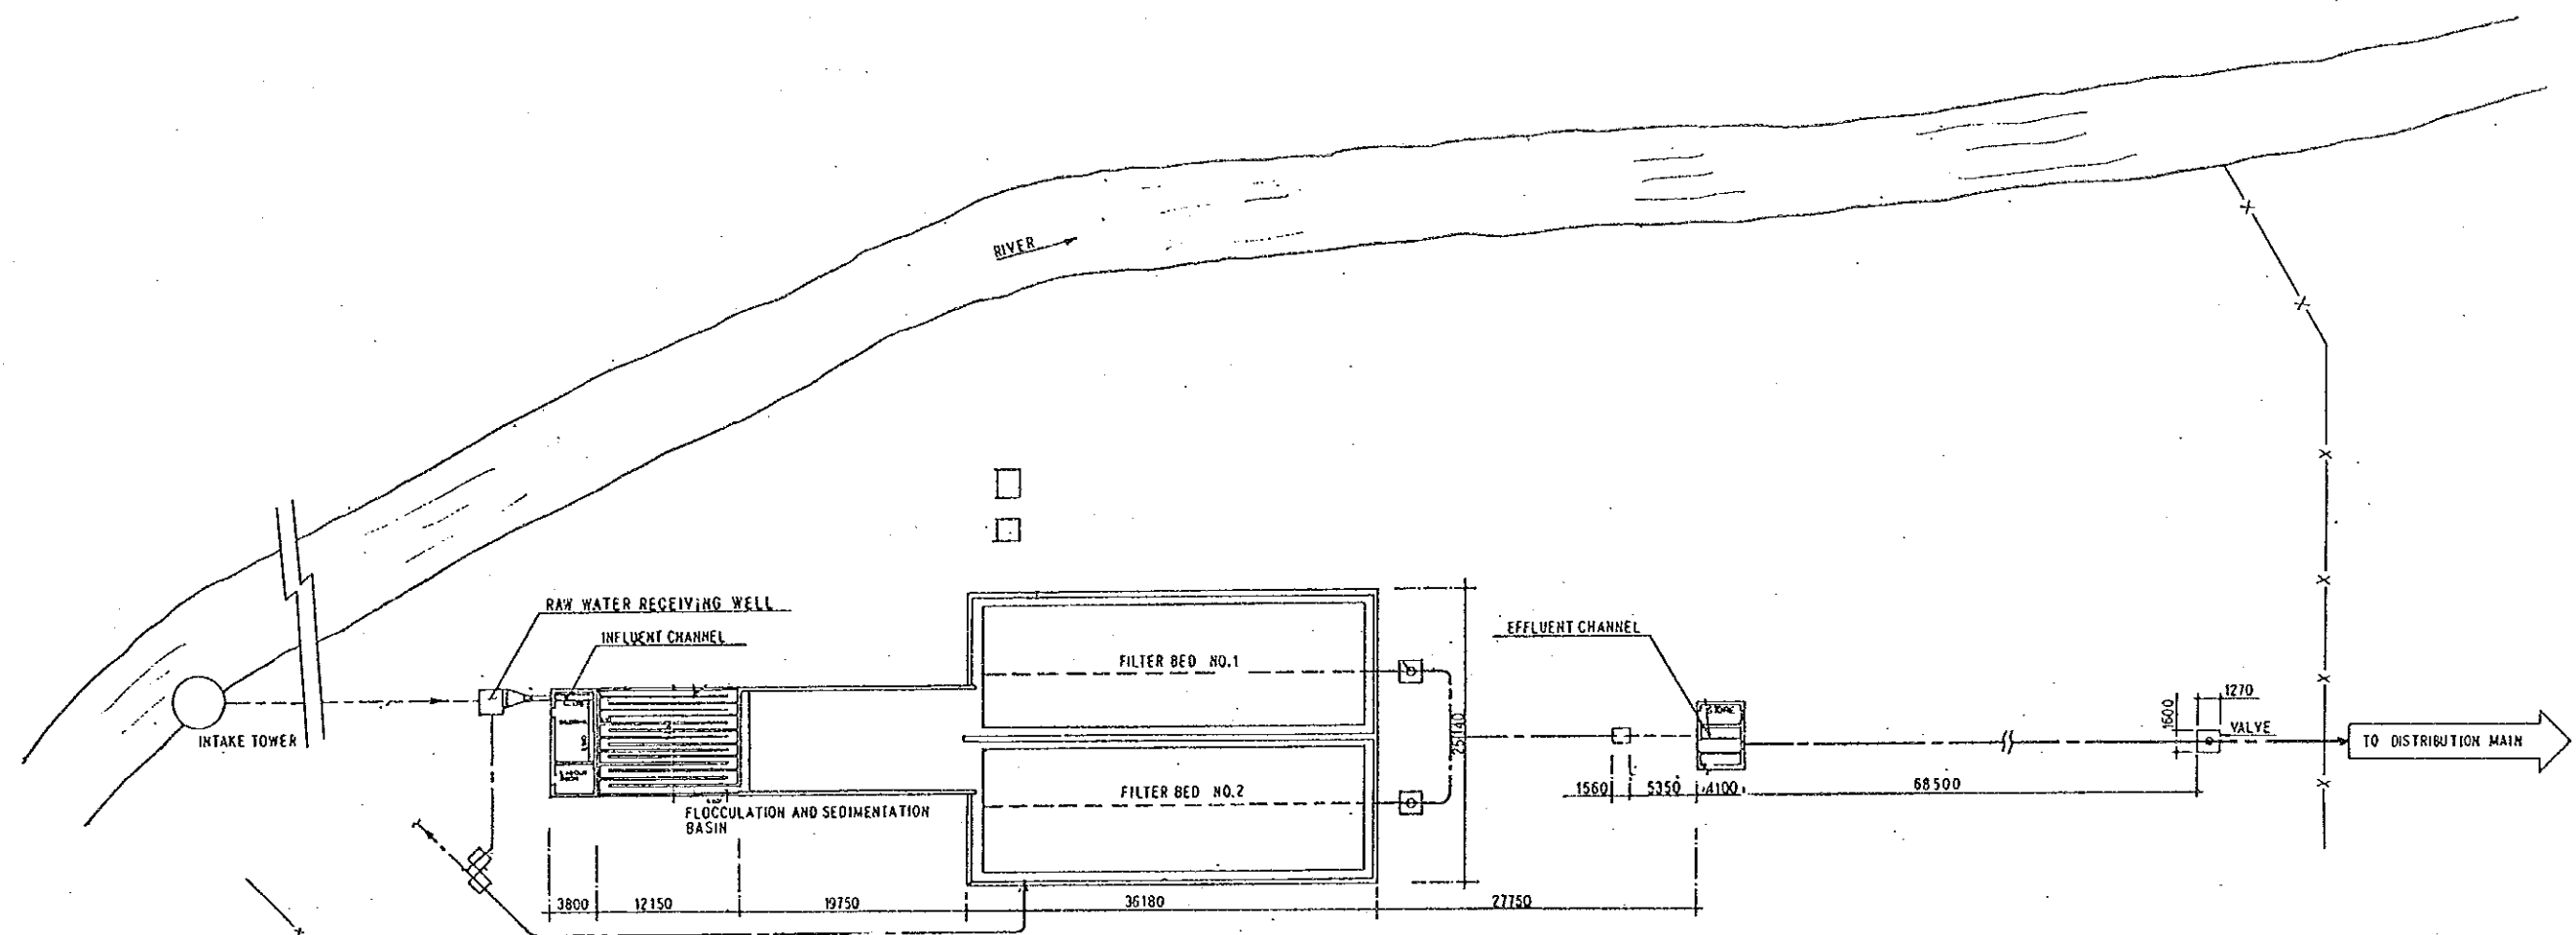 RIVER
RAW WATER RECEIVING WELL
INFLUENT CHANNEL
INTAKE TOWER
FLOCCULATION AND SEDIMENTATION
BASIN
FILTER BED NO.1
FILTER BED NO.2
EFFLUENT CHANNEL
STORE
VALVE
TO DISTRIBUTION MAIN
1270
1600
25140
1560
5350
4100
68500
3800
12150
19750
36180
27750